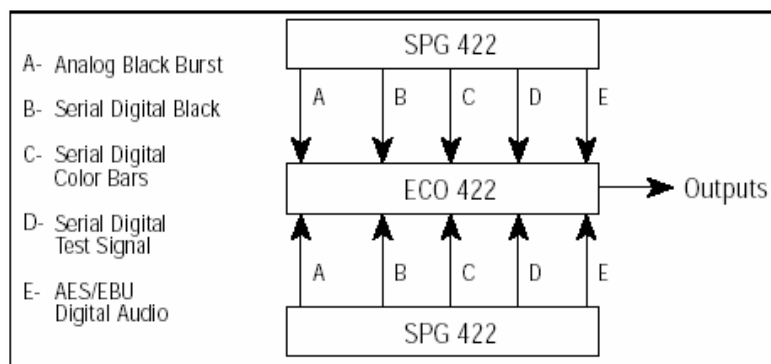 A- Analog Black Burst
B- Serial Digital Black
C- Serial Digital
Color Bars
D- Serial Digital
Test Signal
E- AES/EBU
Digital Audio
SPG 422
A B C D E
ECO 422
Outputs
A B C D E
SPG 422